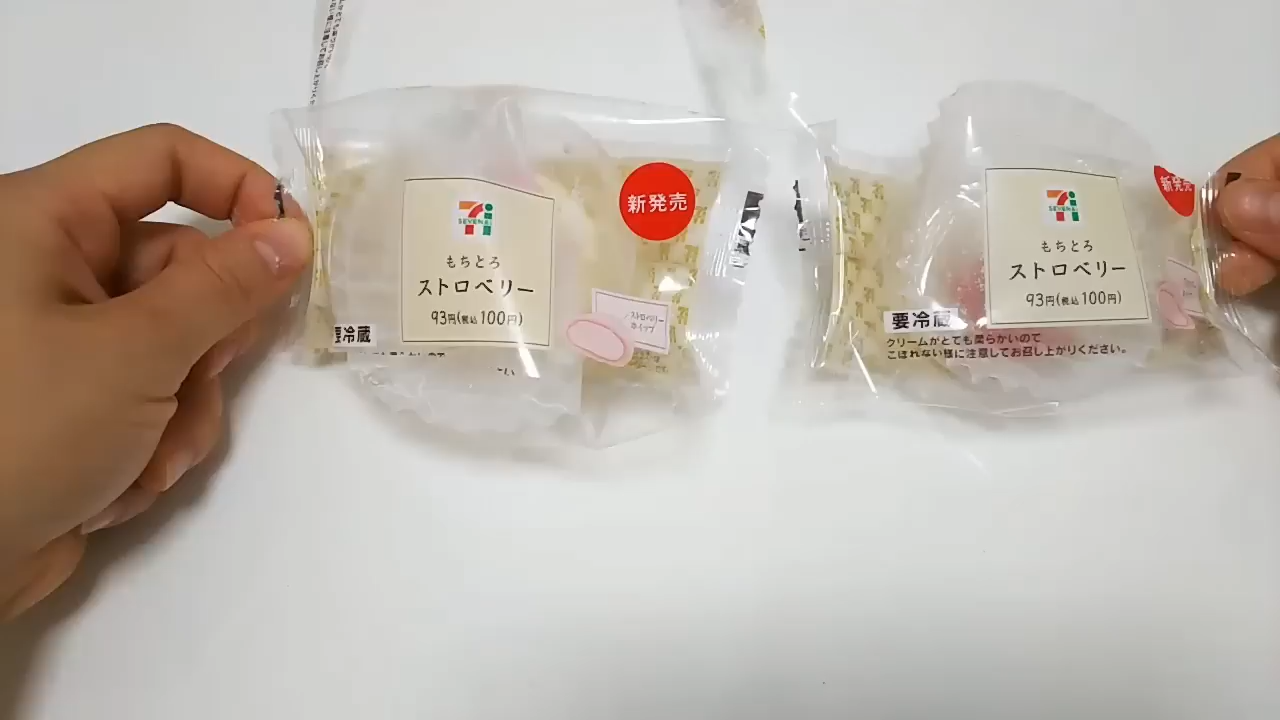 新発売
SEVEN&i
もちとろ
ストロベリー
93円(税込100円)
ストロベリー
ホイップ
要冷蔵
新発売
SEVEN&i
もちとろ
ストロベリー
93円(税込100円)
要冷蔵
クリームがとても柔らかいので
こぼれない様に注意してお召し上がりください。